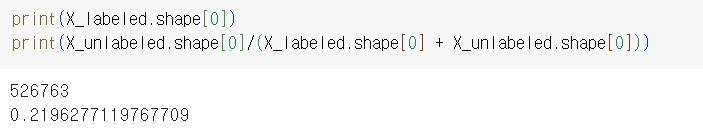 print(X_labeled.shape[0])
print(X_unlabeled.shape[0]/(X_labeled.shape[0] + X_unlabeled.shape[0]))
526763
0.2196277119767709